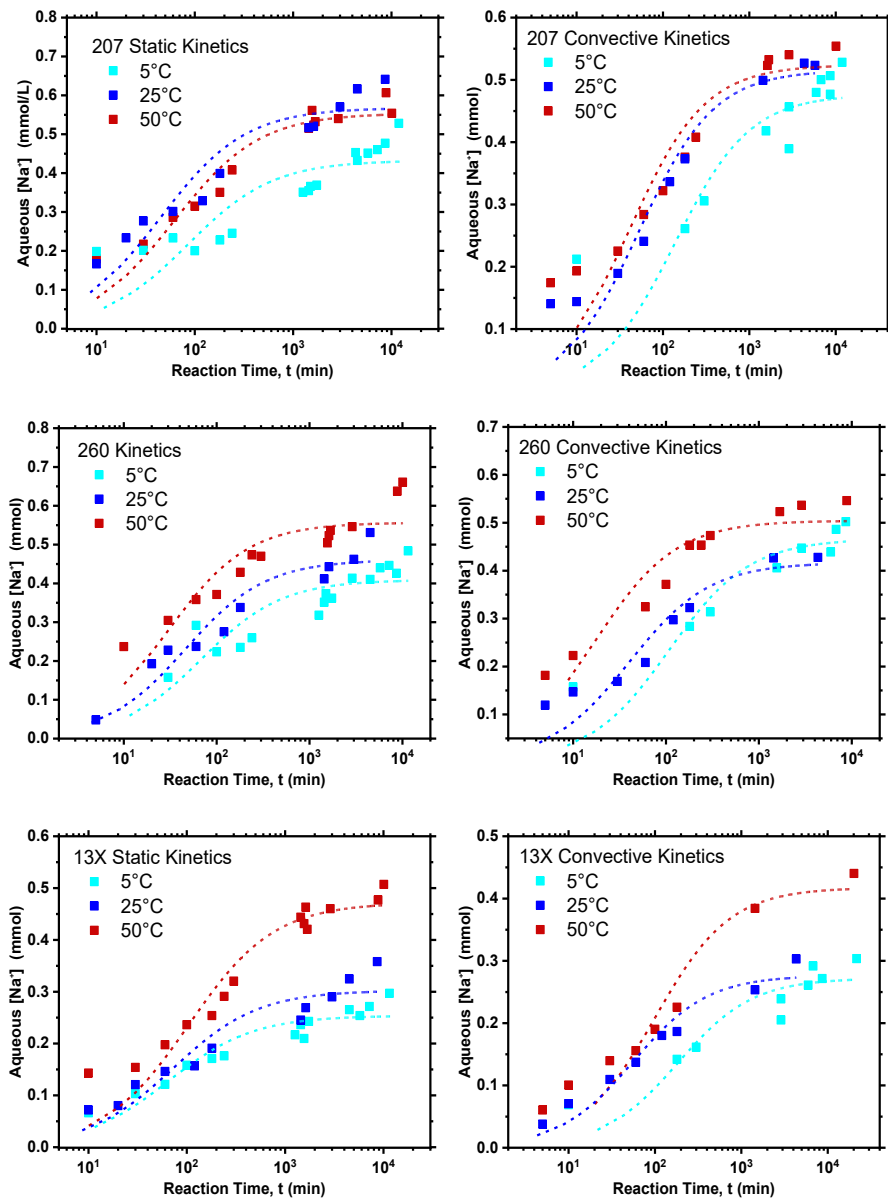 207 Static Kinetics
5°C
25°C
50°C
Aqueous [Na⁺] (mmol/L)
0.8
0.7
0.6
0.5
0.4
0.3
0.2
0.1
0.0
10¹ 10² 10³ 10⁴
Reaction Time, t (min)
207 Convective Kinetics
5°C
25°C
50°C
Aqueous [Na⁺] (mmol)
0.6
0.5
0.4
0.3
0.2
0.1
10¹ 10² 10³ 10⁴
Reaction Time, t (min)
260 Kinetics
5°C
25°C
50°C
Aqueous [Na⁺] (mmol)
0.8
0.7
0.6
0.5
0.4
0.3
0.2
0.1
0.0
10¹ 10² 10³ 10⁴
Reaction Time, t (min)
260 Convective Kinetics
5°C
25°C
50°C
Aqueous [Na⁺] (mmol)
0.7
0.6
0.5
0.4
0.3
0.2
0.1
10¹ 10² 10³ 10⁴
Reaction Time, t (min)
13X Static Kinetics
5°C
25°C
50°C
Aqueous [Na⁺] (mmol)
0.6
0.5
0.4
0.3
0.2
0.1
0.0
10¹ 10² 10³ 10⁴
Reaction Time, t (min)
13X Convective Kinetics
5°C
25°C
50°C
Aqueous [Na⁺] (mmol)
0.5
0.4
0.3
0.2
0.1
0.0
10¹ 10² 10³ 10⁴
Reaction Time, t (min)